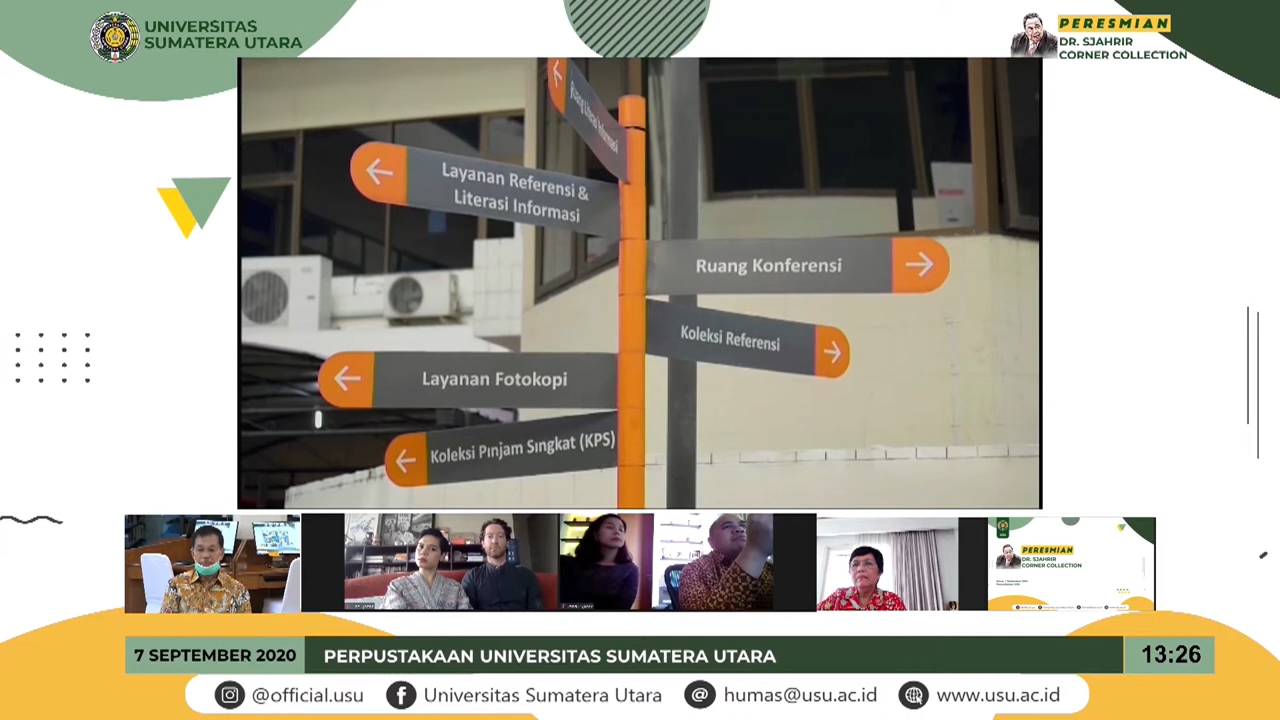 UNIVERSITAS
SUMATERA UTARA
PERESMIAN
DR. SJAHRIR
CORNER COLLECTION
Layanan Referensi &
Literasi Informasi
Ruang Konferensi
Koleksi Referensi
Layanan Fotokopi
Koleksi Pinjam Singkat (KPS)
PERESMIAN
DR. SJAHRIR
CORNER COLLECTION
7 SEPTEMBER 2020
PERPUSTAKAAN UNIVERSITAS SUMATERA UTARA
13:26
@official.usu
Universitas Sumatera Utara
humas@usu.ac.id
www.usu.ac.id